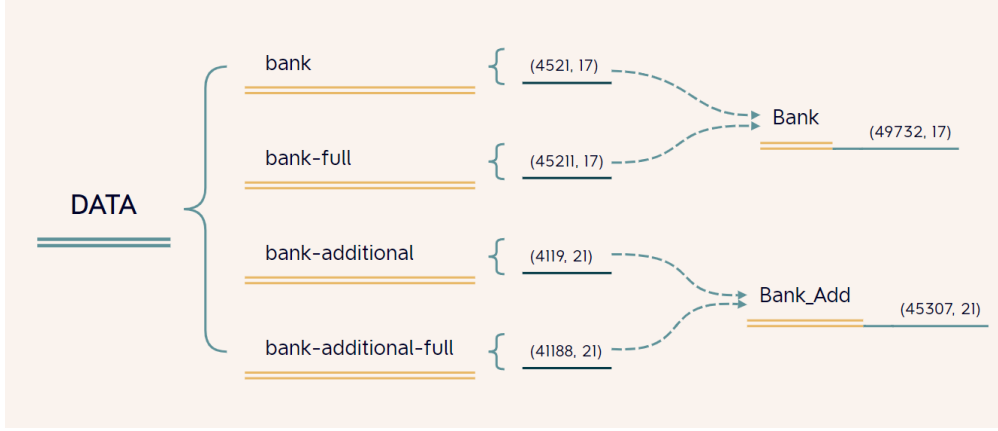 DATA
bank
(4521, 17)
bank-full
(45211, 17)
bank-additional
(4119, 21)
bank-additional-full
(41188, 21)
Bank
(49732, 17)
Bank_Add
(45307, 21)